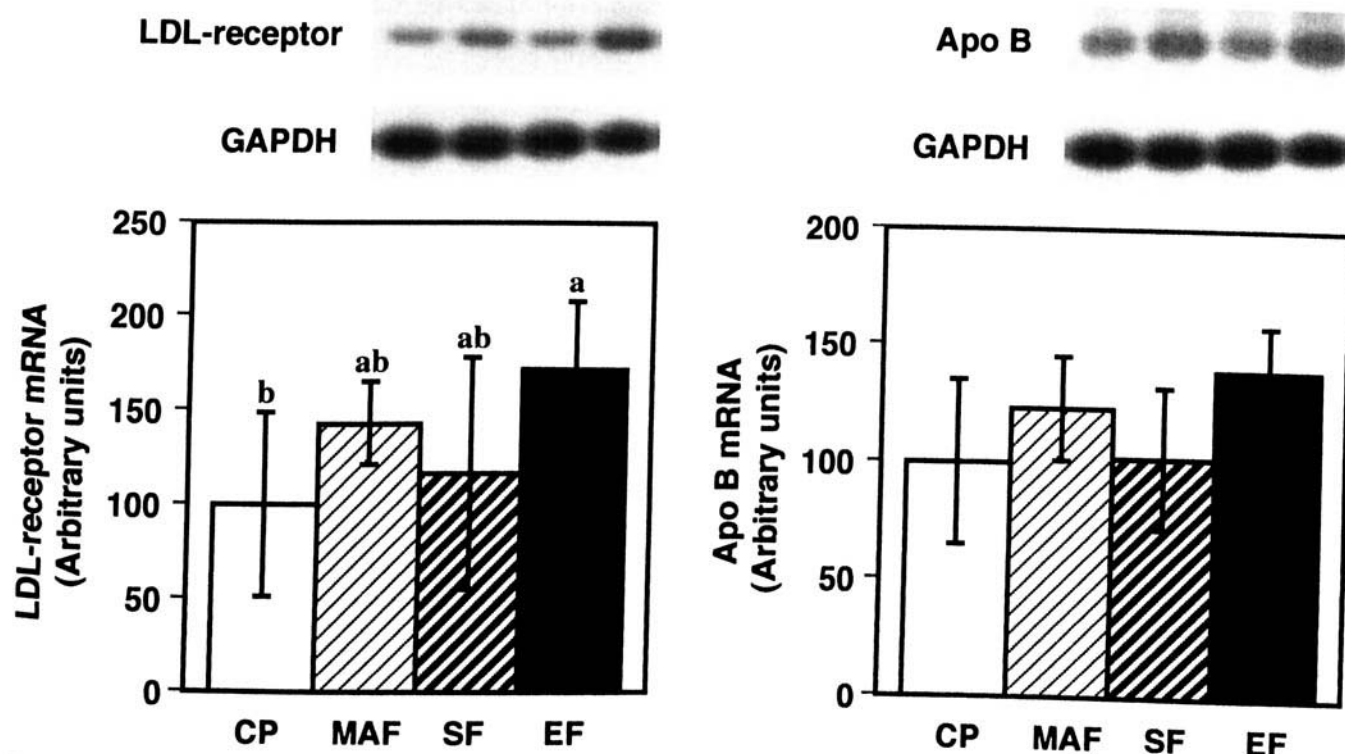 LDL-receptor
GAPDH
LDL-receptor mRNA
(Arbitrary units)
250
200
150
100
50
0
b
ab
ab
a
CP MAF SF EF
Apo B
GAPDH
Apo B mRNA
(Arbitrary units)
200
150
100
50
0
CP MAF SF EF